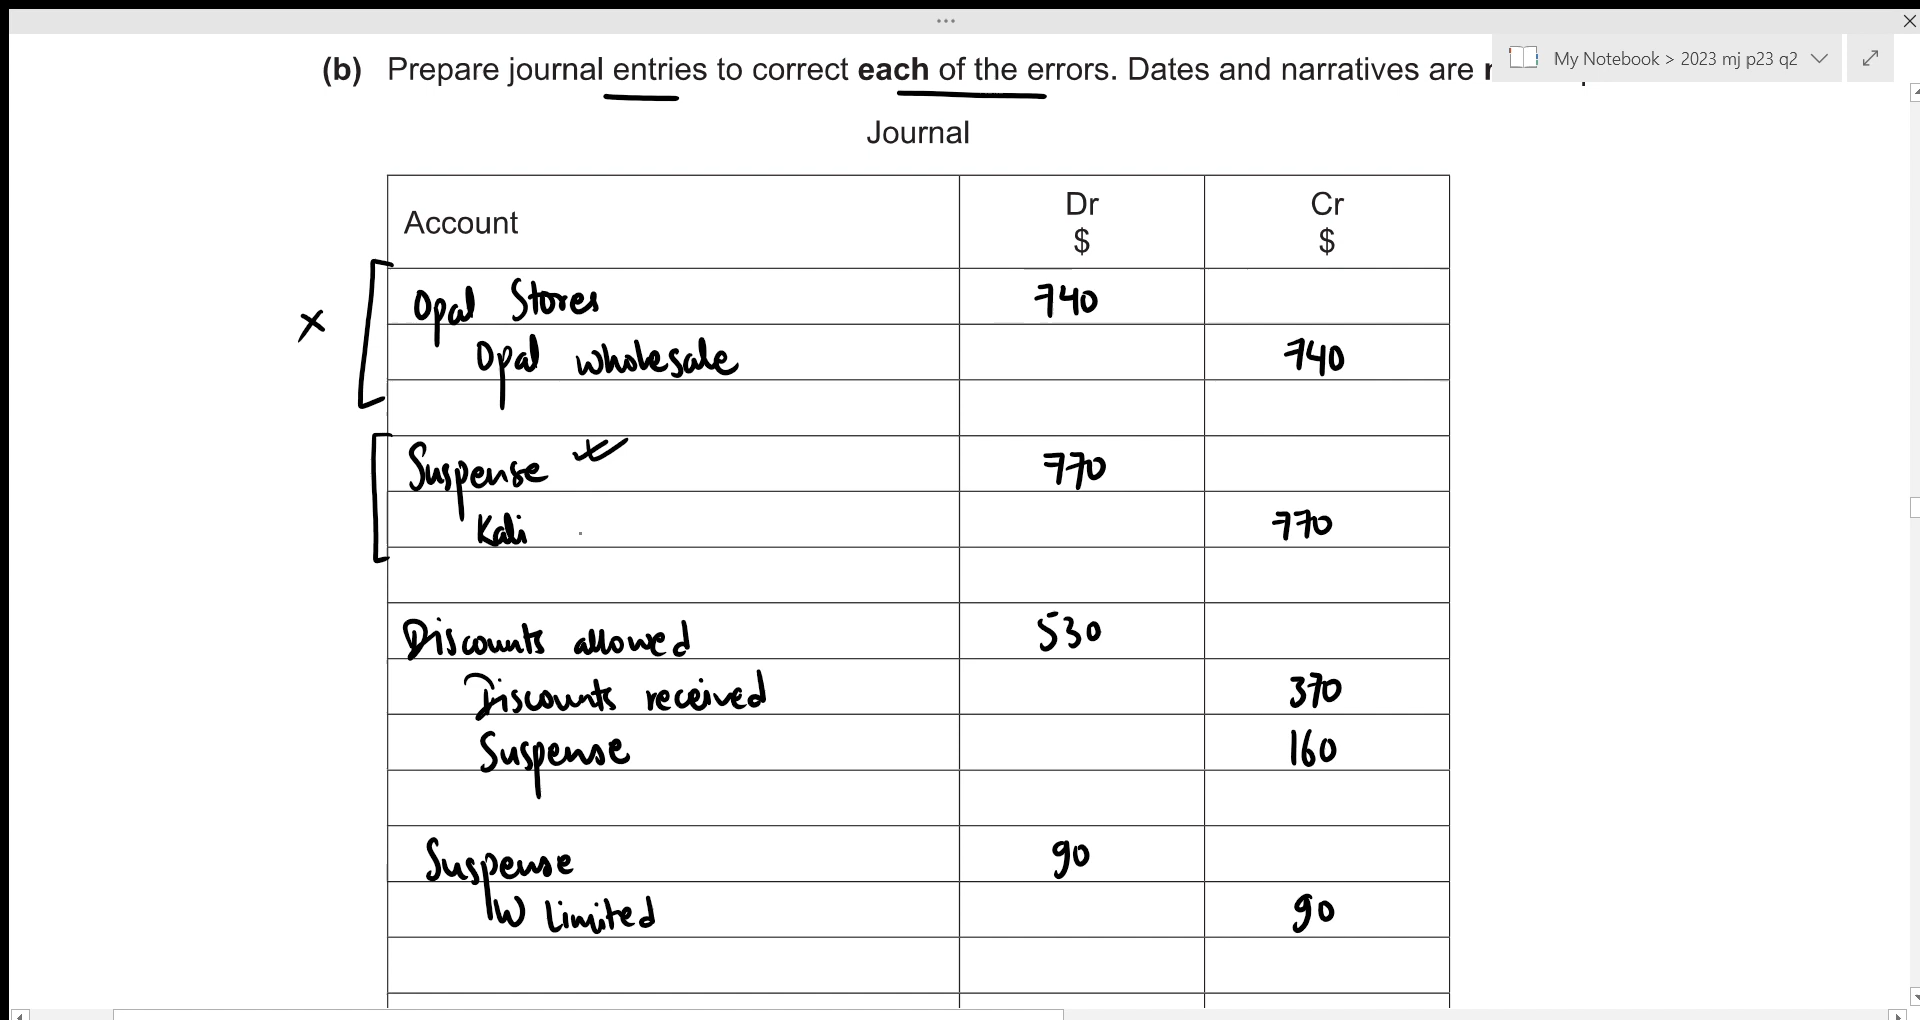 (b) Prepare journal entries to correct each of the errors. Dates and narratives are
My Notebook > 2023 mj p23 q2
Journal
Account Dr Cr
$ $
Opal Stores 740
Opal wholesale 740
Suspense 770
Kali 770
Discounts allowed 530
Discounts received 370
Suspense 160
Suspense 90
W Limited 90